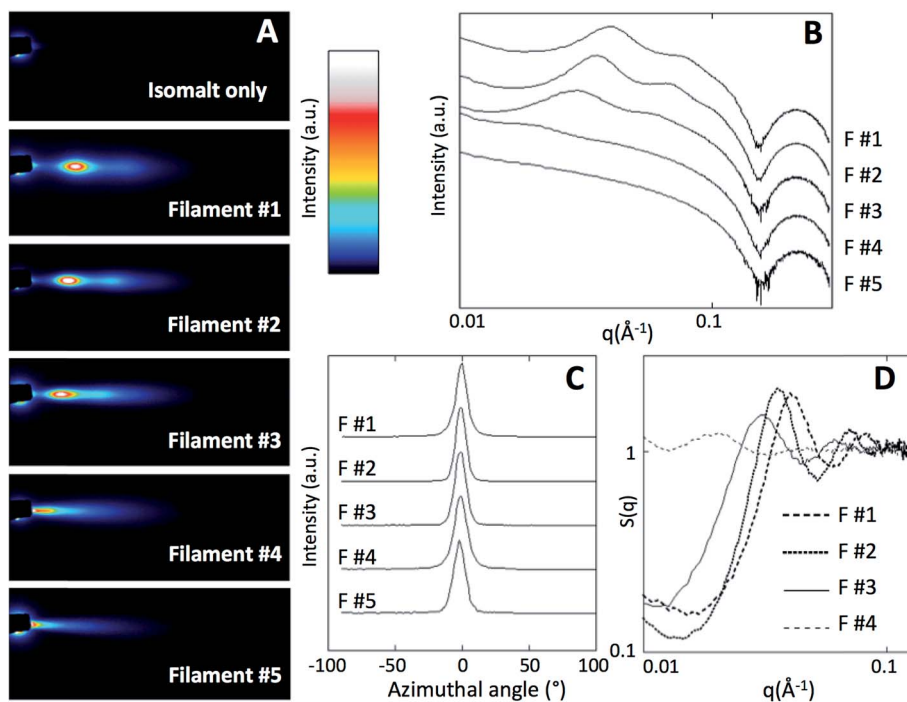 A
Isomalt only
Filament #1
Filament #2
Filament #3
Filament #4
Filament #5
Intensity (a.u.)
B
Intensity (a.u.)
F #1
F #2
F #3
F #4
F #5
0.01
0.1
q(Å⁻¹)
C
Intensity (a.u.)
F #1
F #2
F #3
F #4
F #5
-100
-50
0
50
100
Azimuthal angle (°)
D
S(q)
1
0.1
F #1
F #2
F #3
F #4
0.01
0.1
q(Å⁻¹)